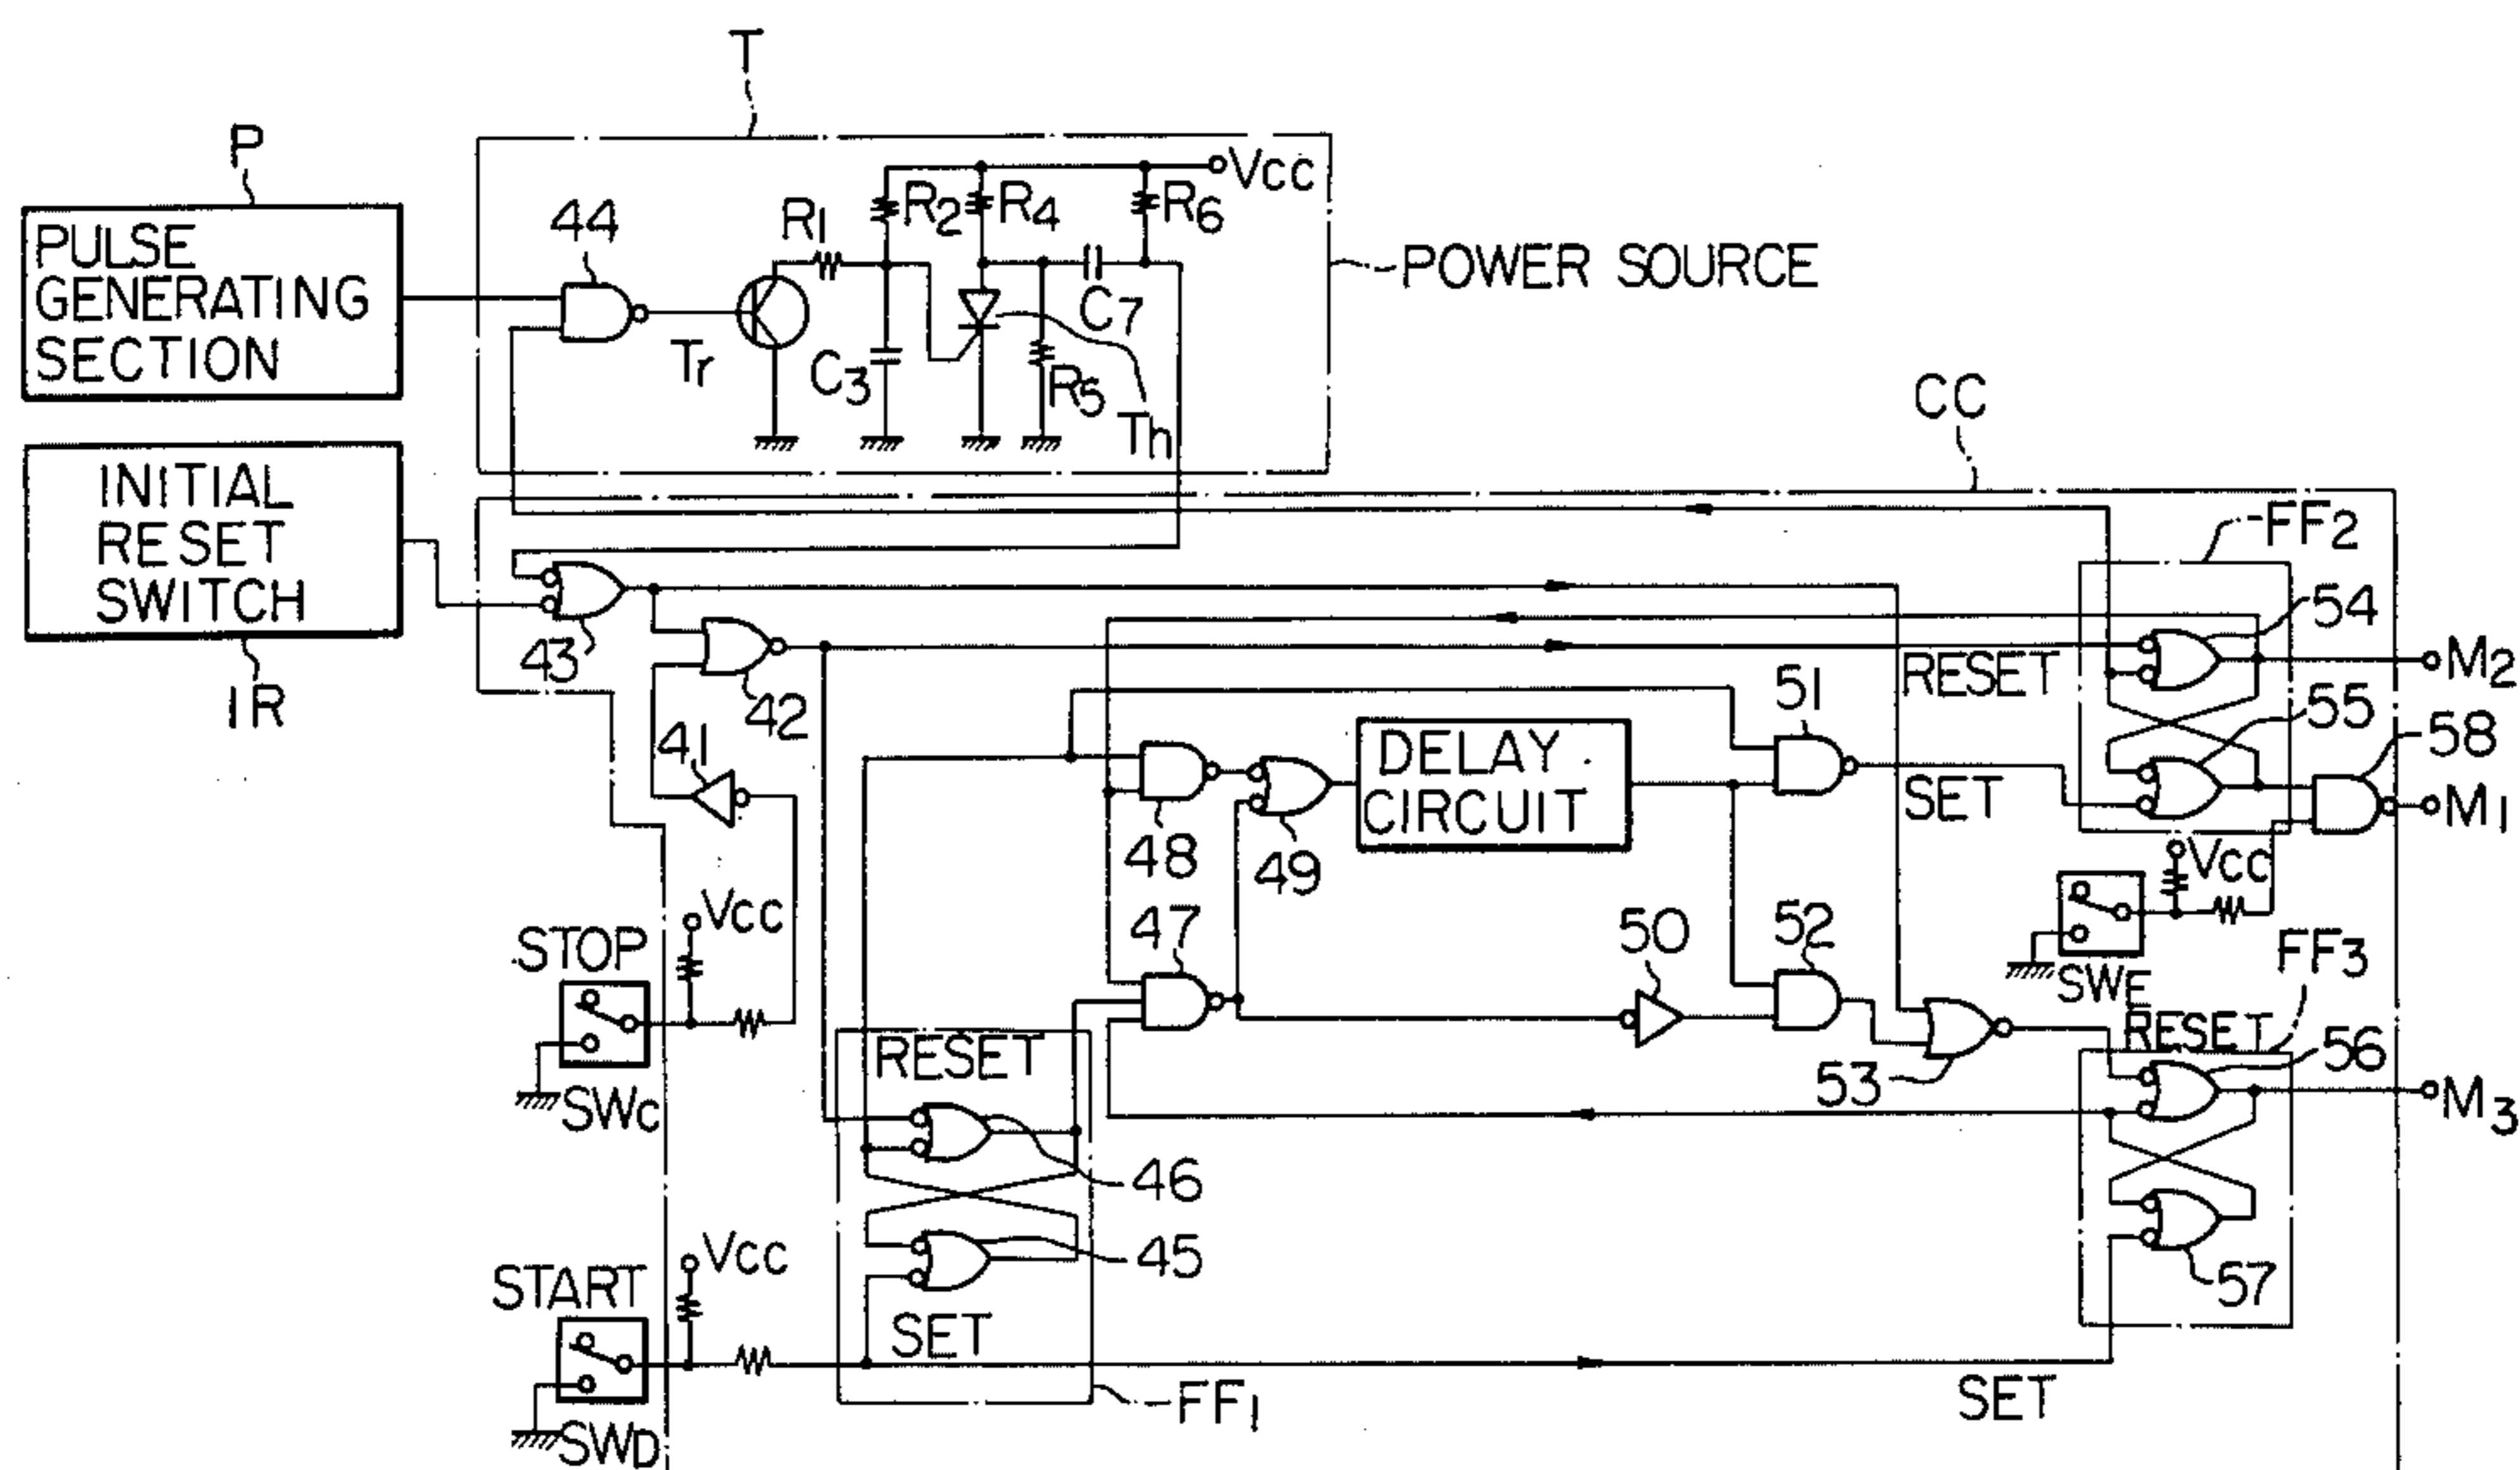 T
P
PULSE
GENERATING
SECTION
44
Tr
R1
R2
R4
R6
Vcc
C3
C7
R5
Th
POWER SOURCE
INITIAL
RESET
SWITCH
IR
CC
43
42
41
FF2
54
RESET
M2
55
58
M1
51
SET
DELAY
CIRCUIT
48
49
47
50
52
53
Vcc
SWE
FF3
RESET
56
M3
57
SET
STOP
Vcc
SWC
RESET
46
45
SET
FF1
START
Vcc
SWD